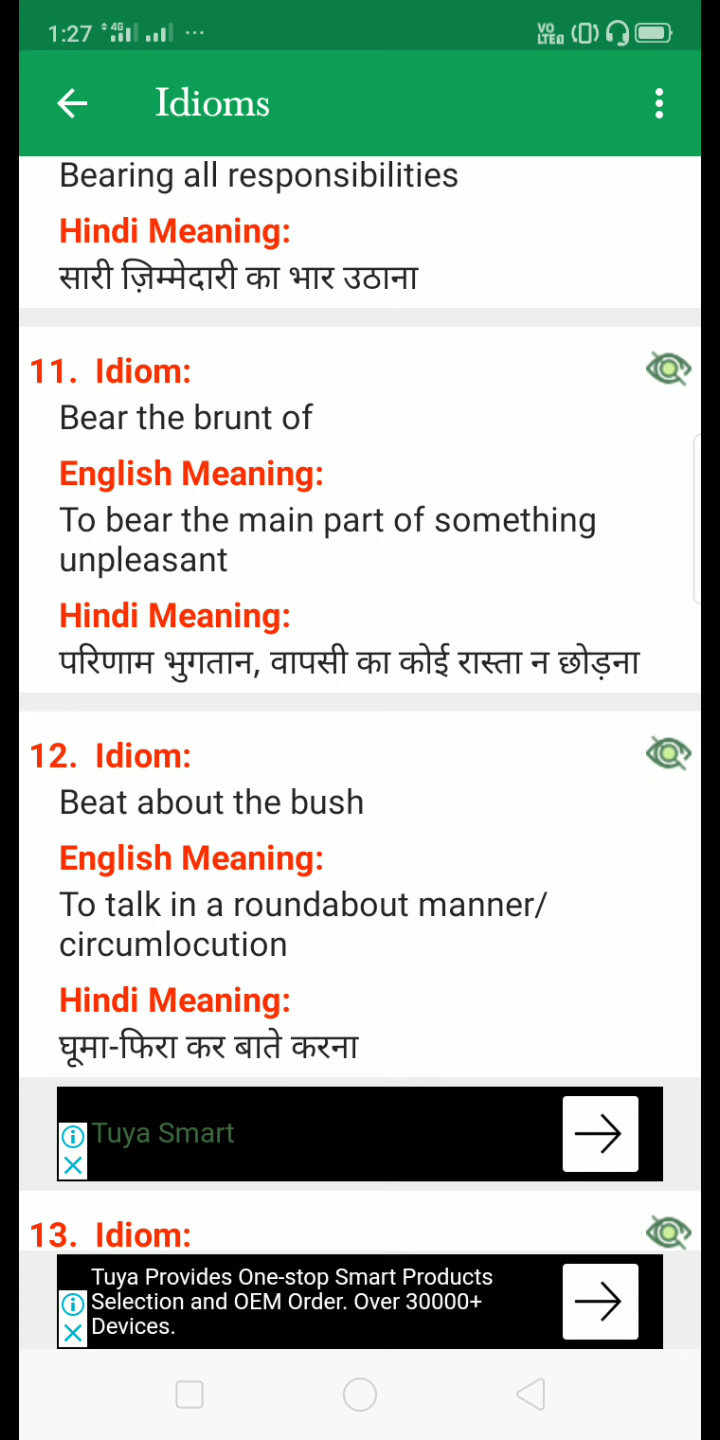 1:27 4G ...
VO LTE
Idioms
Bearing all responsibilities
Hindi Meaning:
सारी ज़िम्मेदारी का भार उठाना
11. Idiom:
Bear the brunt of
English Meaning:
To bear the main part of something
unpleasant
Hindi Meaning:
परिणाम भुगतान, वापसी का कोई रास्ता न छोड़ना
12. Idiom:
Beat about the bush
English Meaning:
To talk in a roundabout manner/
circumlocution
Hindi Meaning:
घूमा-फिरा कर बाते करना
Tuya Smart
13. Idiom:
Tuya Provides One-stop Smart Products
Selection and OEM Order. Over 30000+
Devices.